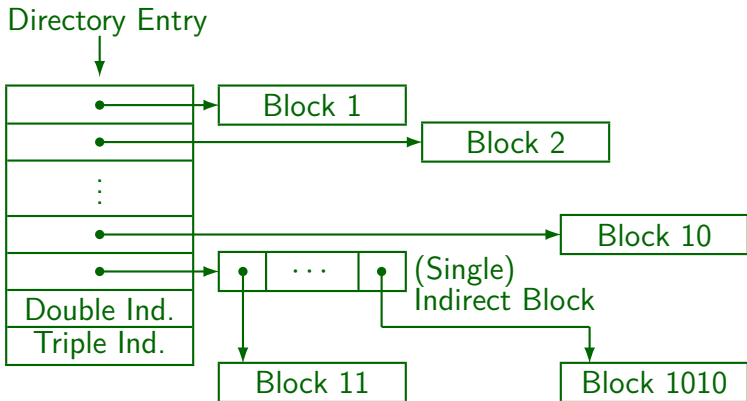 Directory Entry
Block 1
Block 2
⋮
Block 10
· · ·
(Single)
Indirect Block
Double Ind.
Triple Ind.
Block 11
Block 1010